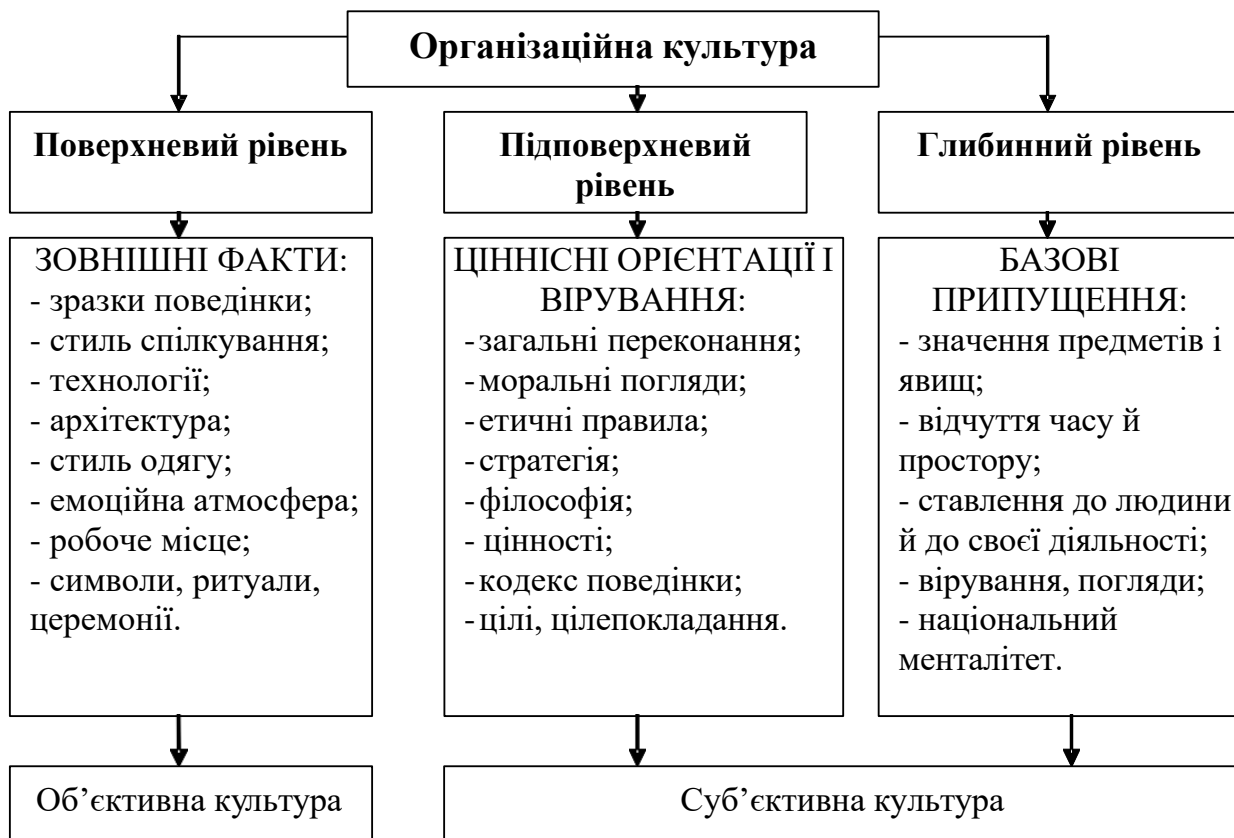 Організаційна культура
Поверхневий рівень
Підповерхневий
рівень
Глибинний рівень
ЗОВНІШНІ ФАКТИ:
- зразки поведінки;
- стиль спілкування;
- технології;
- архітектура;
- стиль одягу;
- емоційна атмосфера;
- робоче місце;
- символи, ритуали,
церемонії.
ЦІННІСНІ ОРІЄНТАЦІЇ І
ВІРУВАННЯ:
- загальні переконання;
- моральні погляди;
- етичні правила;
- стратегія;
- філософія;
- цінності;
- кодекс поведінки;
- цілі, цілепокладання.
БАЗОВІ
ПРИПУЩЕННЯ:
- значення предметів і
явищ;
- відчуття часу й
простору;
- ставлення до людини
й до своєї діяльності;
- вірування, погляди;
- національний
менталітет.
Об’єктивна культура
Суб’єктивна культура